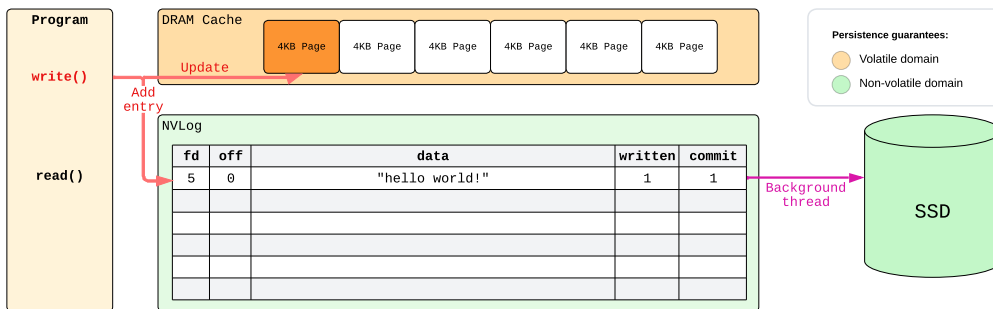 Program
write()
read()
DRAM Cache
4KB Page 4KB Page 4KB Page 4KB Page 4KB Page 4KB Page
Update
Add
entry
NVLog
fd off data written commit
5 0 "hello world!" 1 1
Background
thread
Persistence guarantees:
Volatile domain
Non-volatile domain
SSD